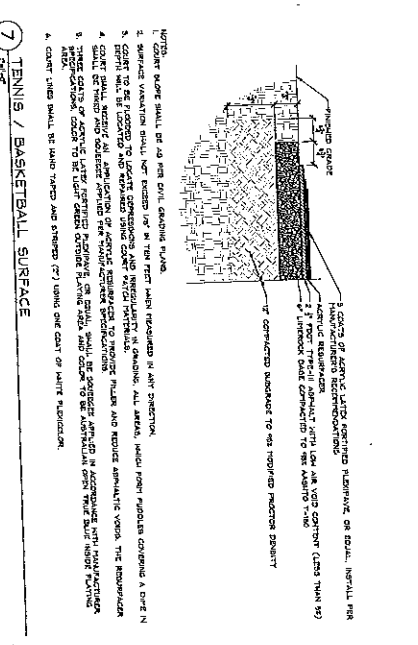 FINISHED GRADE
3 COATS OF ACRYLIC LATEX FORTIFIED PLEXIPAVE, OR EQUAL, INSTALL PER
MANUFACTURER'S RECOMMENDATIONS
ACRYLIC RESURFACER
FDOT TYPE-III ASPHALT WITH LOW AIR VOID CONTENT (LESS THAN 5%)
6" LIMEROCK BASE COMPACTED TO 98% AASHTO T-180
12" COMPACTED SUBGRADE TO 98% MODIFIED PROCTOR DENSITY
NOTES:
1. COURT SLOPE SHALL BE AS PER CIVIL GRADING PLANS.
2. SURFACE VARIATION SHALL NOT EXCEED 1/8" IN TEN FEET WHEN MEASURED IN ANY DIRECTION.
3. COURT TO BE FLOODED TO LOCATE DEPRESSIONS AND IRREGULARITY IN GRADING. ALL AREAS, WHICH FORM PUDDLES COVERING A DIME IN
DEPTH WILL BE LOCATED AND REPAIRED USING COURT PATCH MATERIALS.
4. COURT SHALL RECEIVE AN APPLICATION OF ACRYLIC RESURFACER TO PROVIDE FILLER AND REDUCE ASPHALTIC VOIDS. THE RESURFACER
SHALL BE MIXED AND SQUEEGEE APPLIED PER MANUFACTURER SPECIFICATIONS.
5. THREE COATS OF ACRYLIC LATEX FORTIFIED PLEXIPAVE, OR EQUAL, SHALL BE SQUEEGEE APPLIED IN ACCORDANCE WITH MANUFACTURER
SPECIFICATIONS. COLOR TO BE LIGHT GREEN OUTSIDE PLAYING AREA AND COLOR TO BE AUSTRALIAN OPEN TRUE BLUE INSIDE PLAYING
AREA.
6. COURT LINES SHALL BE HAND TAPED AND STRIPED (2") USING ONE COAT OF WHITE PLEXICOLOR.
7 TENNIS / BASKETBALL SURFACE